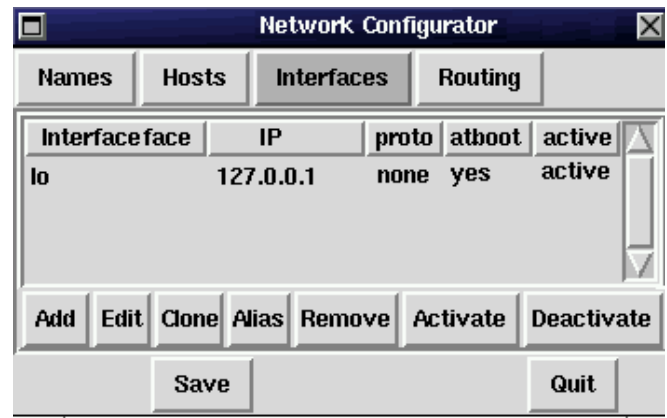 Network Configurator
Names Hosts Interfaces Routing
Interfaceface IP proto atboot active
lo 127.0.0.1 none yes active
Add Edit Clone Alias Remove Activate Deactivate
Save Quit